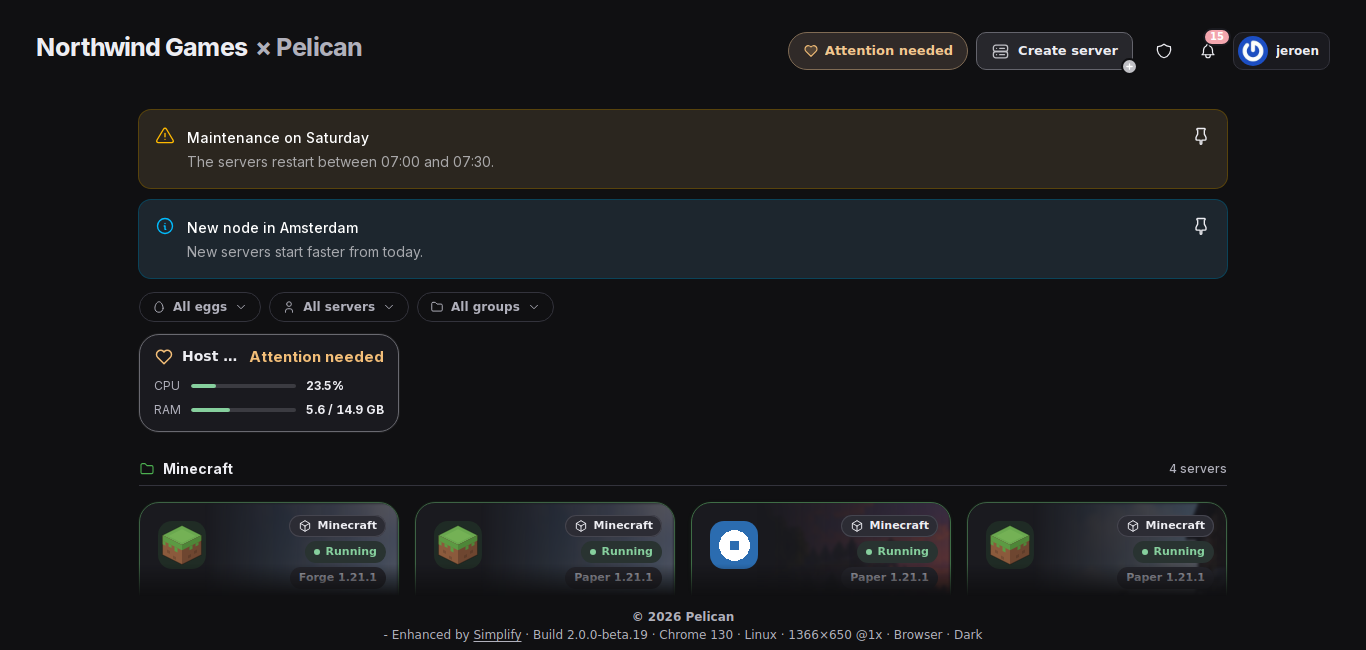 Northwind Games × Pelican
Attention needed
Create server
15
jeroen
Maintenance on Saturday
The servers restart between 07:00 and 07:30.
New node in Amsterdam
New servers start faster from today.
All eggs
All servers
All groups
Host ... Attention needed
CPU 23.5%
RAM 5.6 / 14.9 GB
Minecraft
4 servers
Minecraft
Running
Forge 1.21.1
Minecraft
Running
Paper 1.21.1
Minecraft
Running
Paper 1.21.1
Minecraft
Running
Paper 1.21.1
© 2026 Pelican
- Enhanced by Simplify · Build 2.0.0-beta.19 · Chrome 130 · Linux · 1366×650 @1x · Browser · Dark